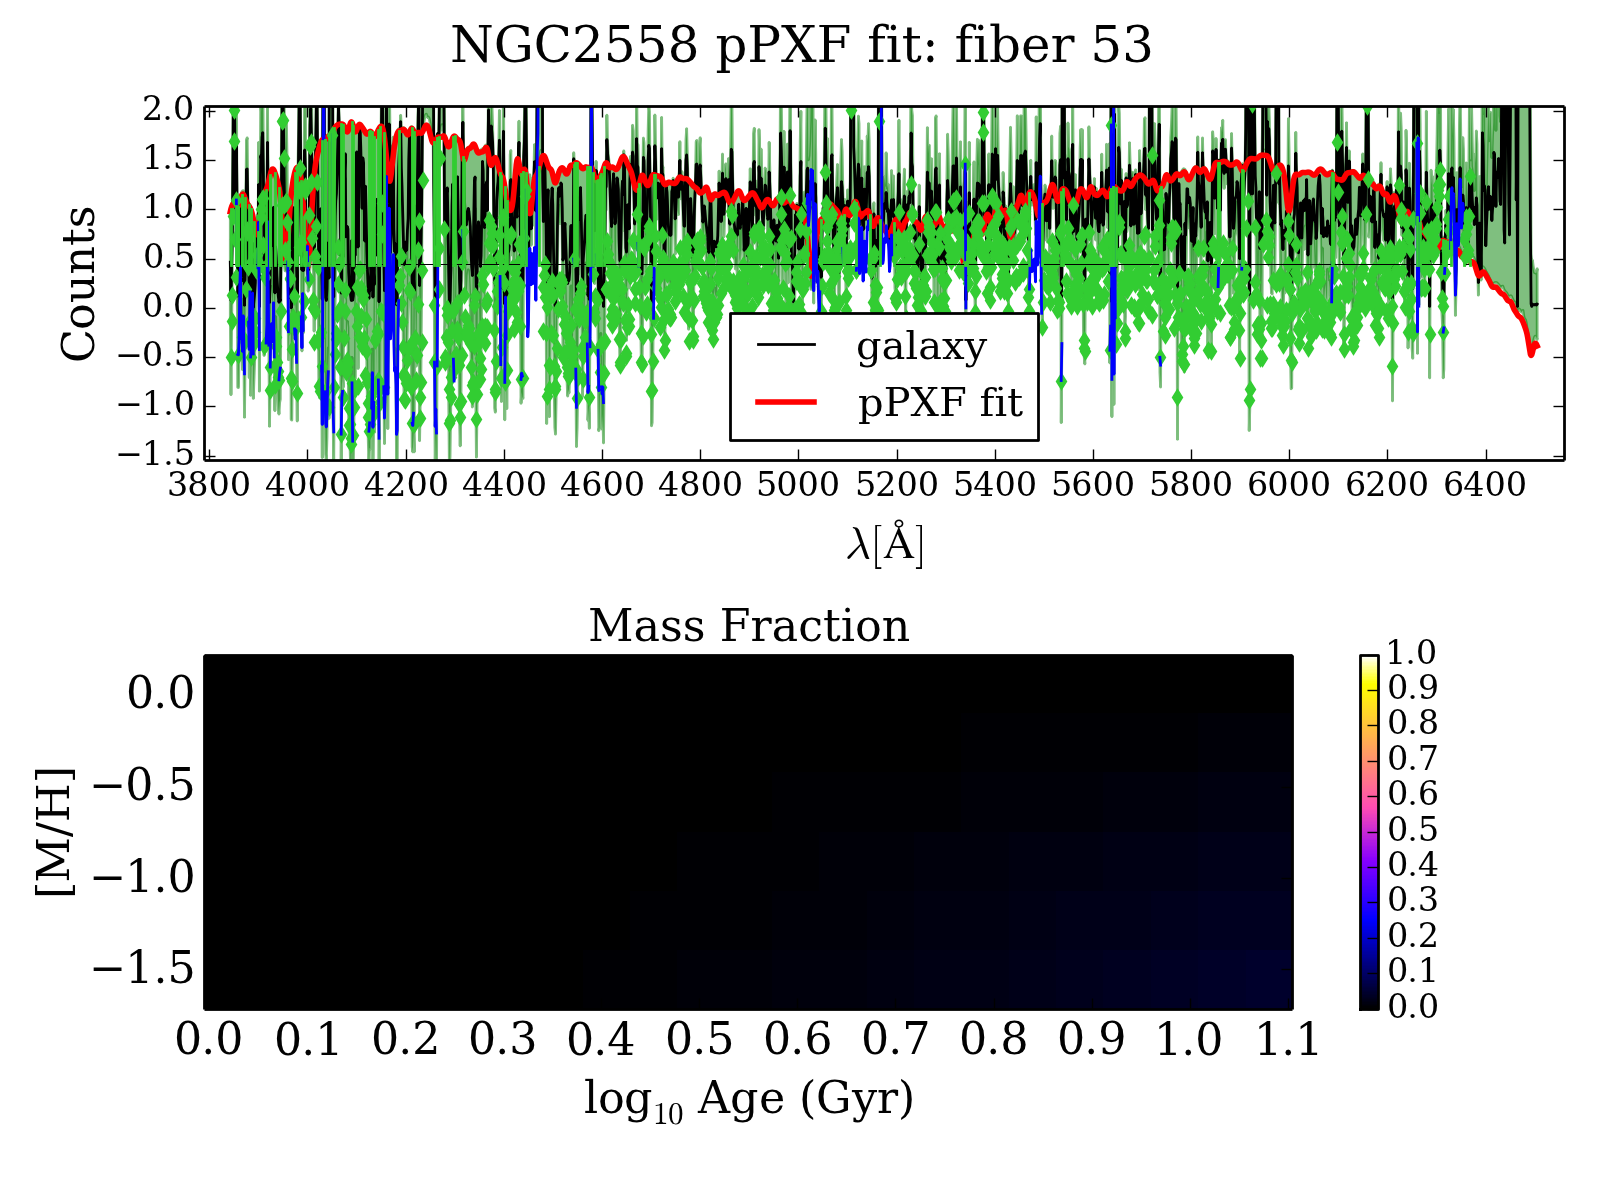 NGC2558 pPXF fit: fiber 53
2.0
1.5
1.0
0.5
0.0
−0.5
−1.0
−1.5
Counts
galaxy
pPXF fit
3800 4000 4200 4400 4600 4800 5000 5200 5400 5600 5800 6000 6200 6400
λ[Å]
Mass Fraction
0.0
−0.5
−1.0
−1.5
[M/H]
0.0 0.1 0.2 0.3 0.4 0.5 0.6 0.7 0.8 0.9 1.0 1.1
log₁₀ Age (Gyr)
1.0
0.9
0.8
0.7
0.6
0.5
0.4
0.3
0.2
0.1
0.0